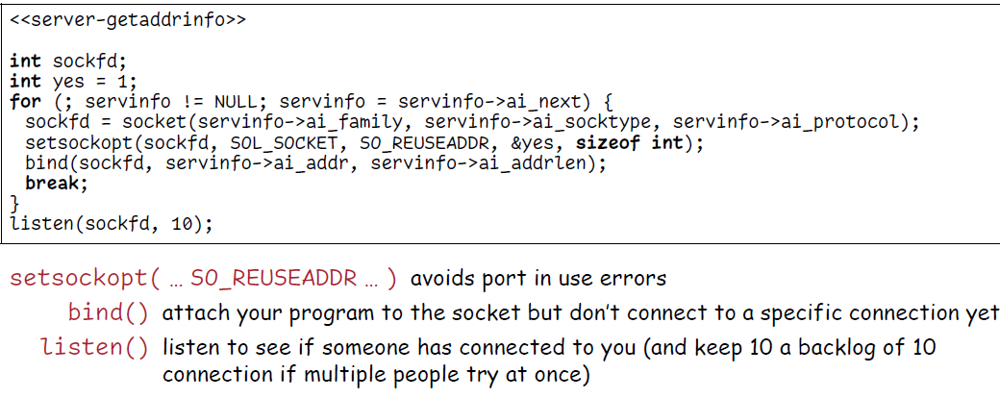 <<server-getaddrinfo>>
int sockfd;
int yes = 1;
for (; servinfo != NULL; servinfo = servinfo->ai_next) {
sockfd = socket(servinfo->ai_family, servinfo->ai_socktype, servinfo->ai_protocol);
setsockopt(sockfd, SOL_SOCKET, SO_REUSEADDR, &yes, sizeof int);
bind(sockfd, servinfo->ai_addr, servinfo->ai_addrlen);
break;
}
listen(sockfd, 10);
setsockopt( … SO_REUSEADDR … ) avoids port in use errors
bind() attach your program to the socket but don't connect to a specific connection yet
listen() listen to see if someone has connected to you (and keep 10 a backlog of 10
connection if multiple people try at once)